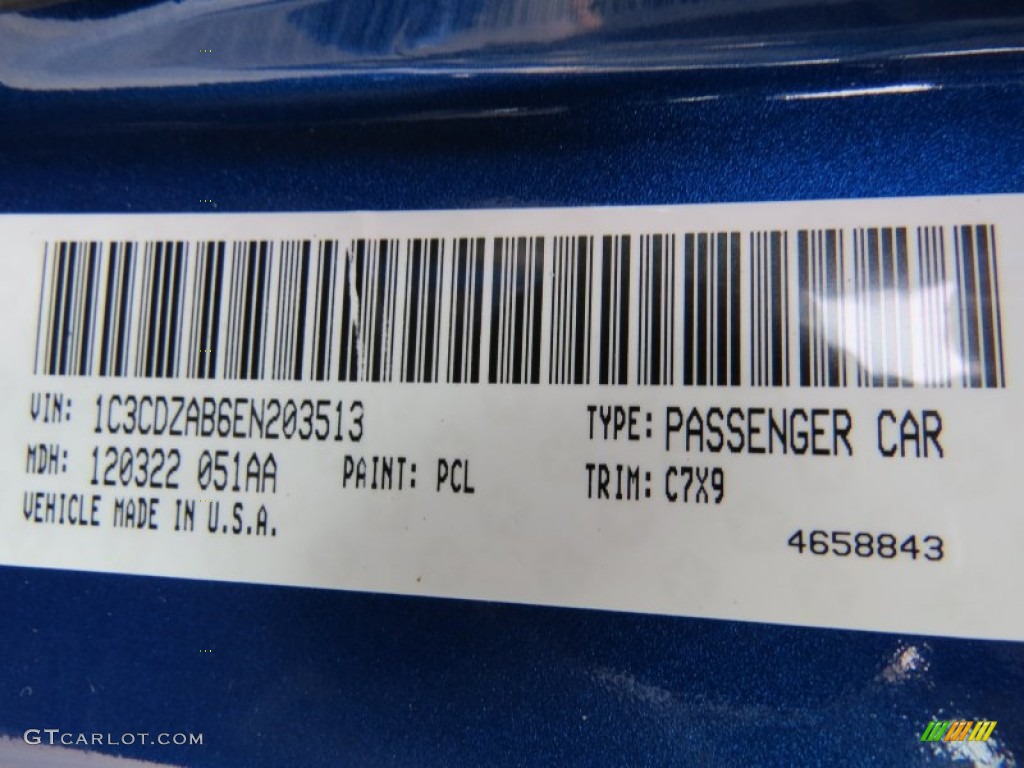 VIN: 1C3CDZAB6EN203513 TYPE: PASSENGER CAR
MDH: 120322 051AA PAINT: PCL TRIM: C7X9
VEHICLE MADE IN U.S.A.
4658843
GTCARLOT.COM